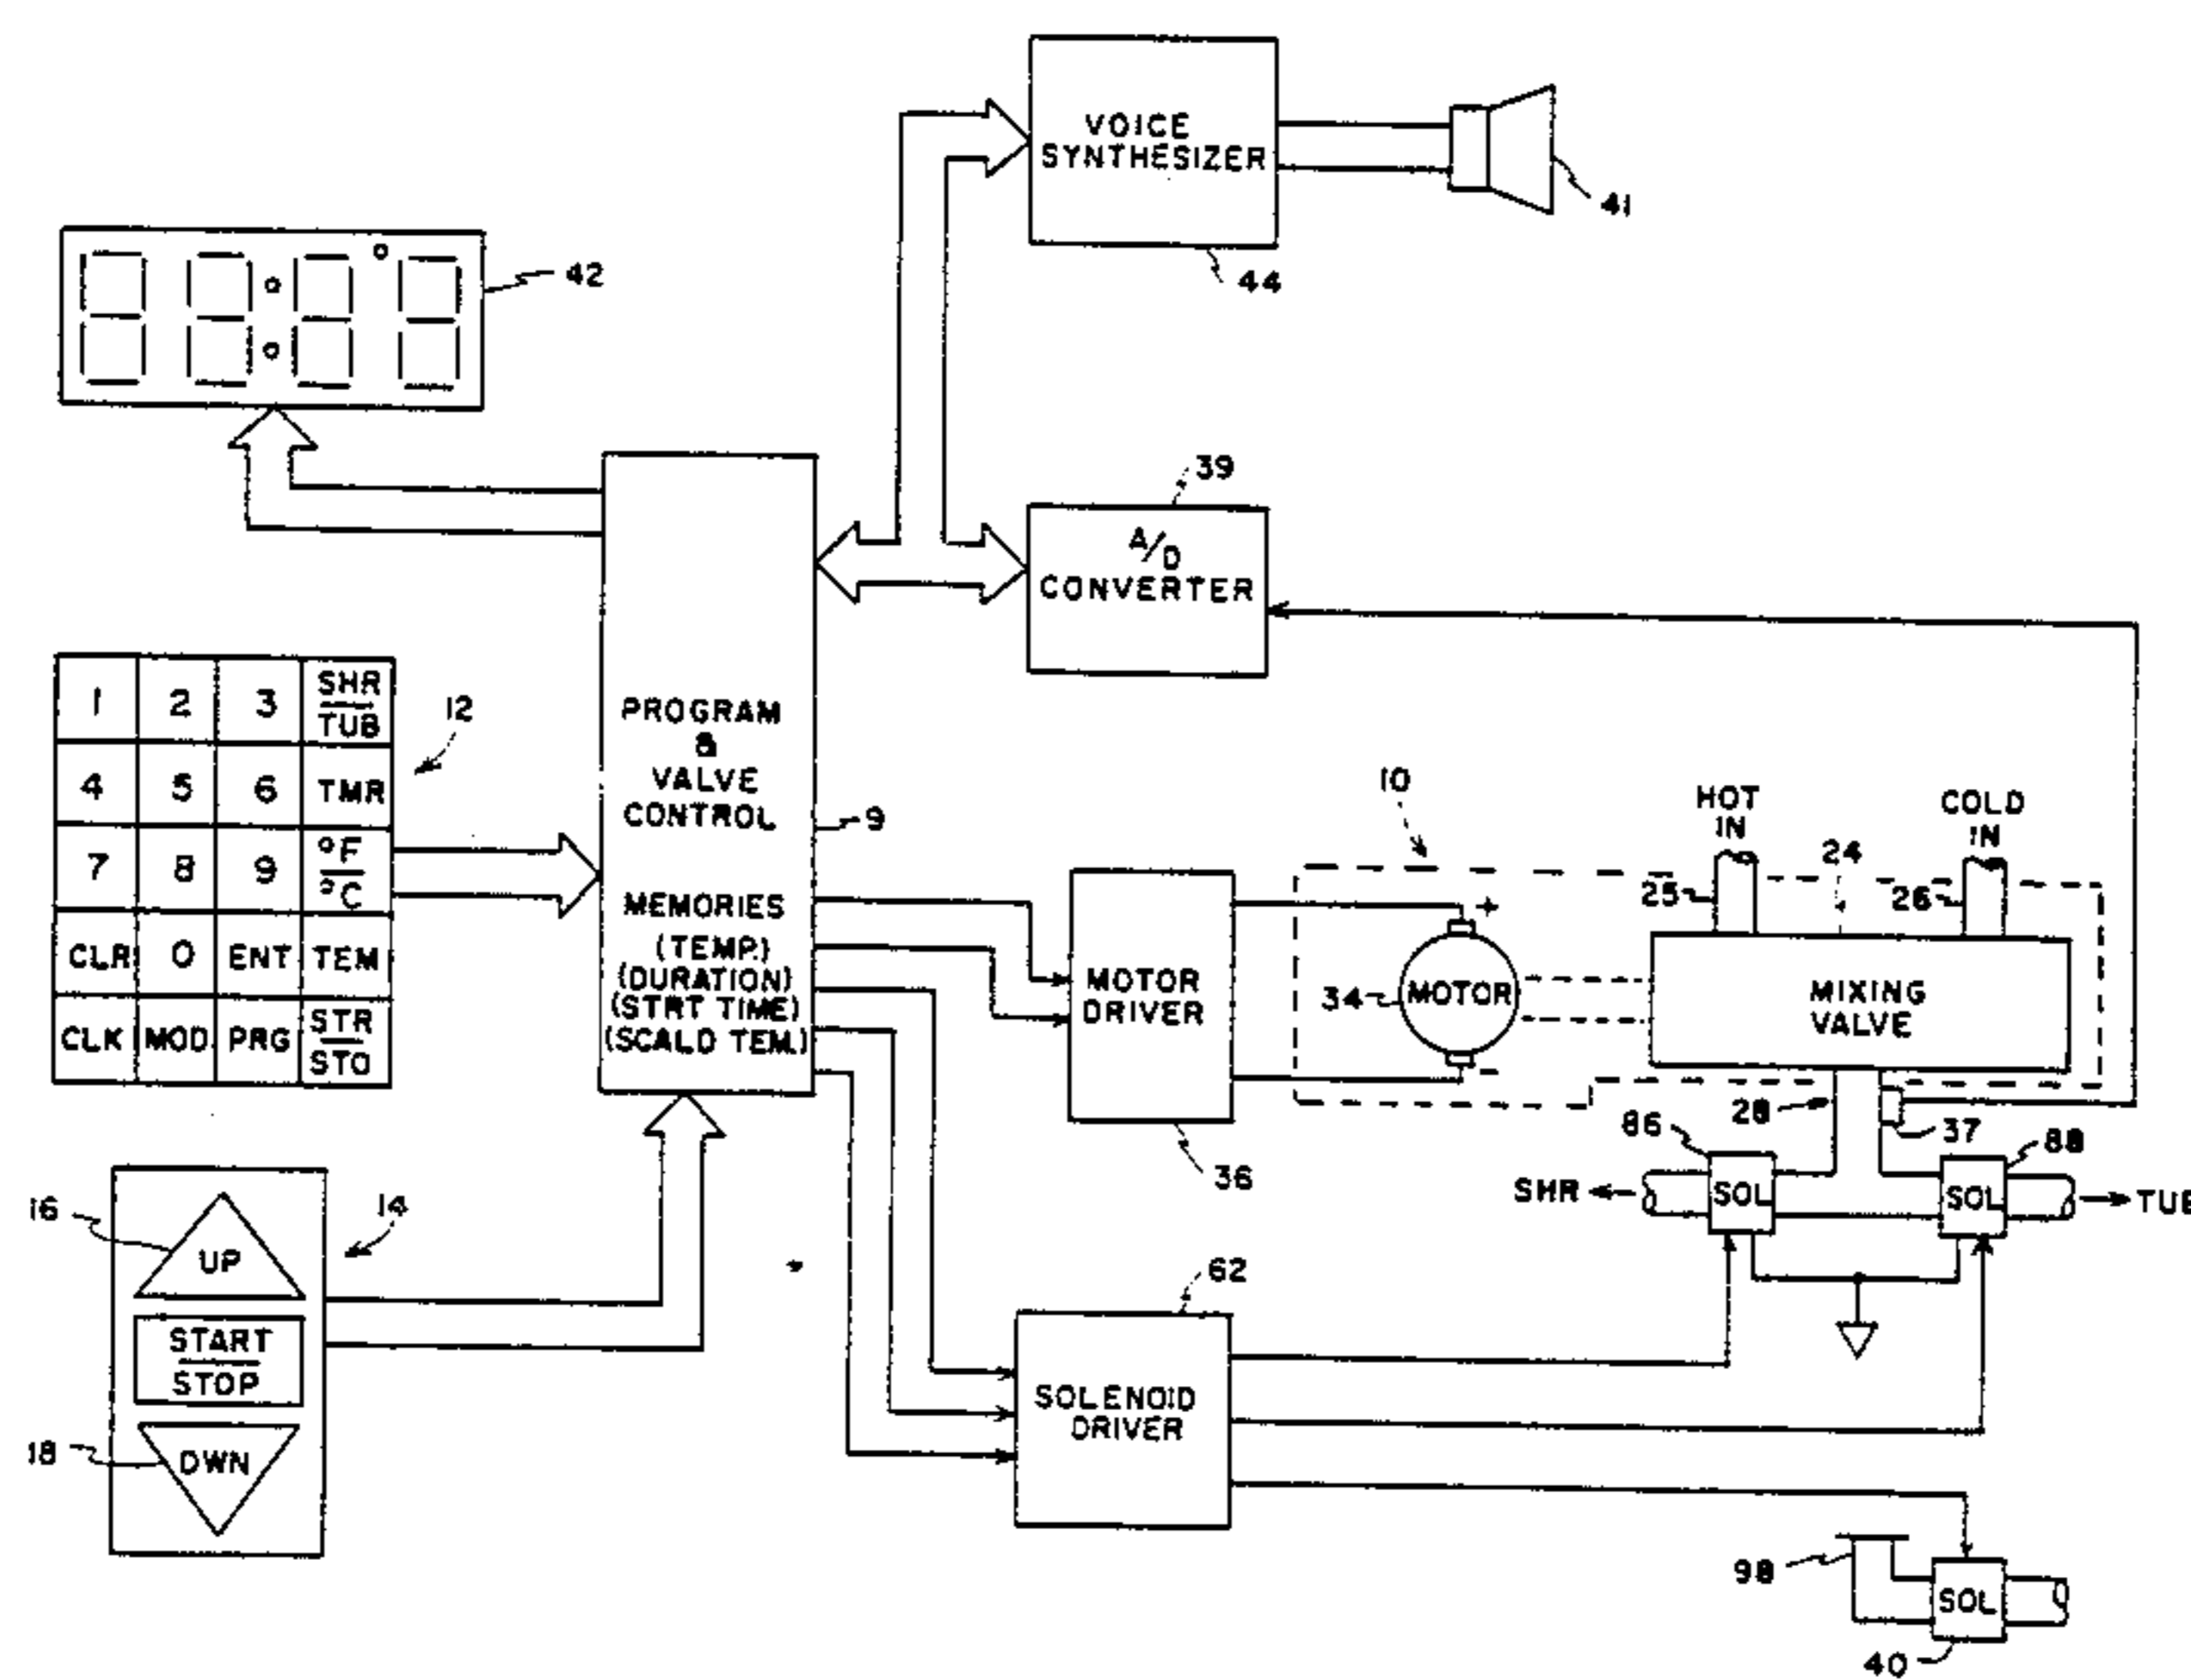 VOICE
SYNTHESIZER
41
44
42
39
A/D
CONVERTER
1 2 3 SHR
TUB
4 5 6 TMR
7 8 9 °F
°C
CLR 0 ENT TEM
CLK MOD PRG STR
STO
12
PROGRAM
&
VALVE
CONTROL
9
MEMORIES
(TEMP.)
(DURATION)
(STRT TIME)
(SCALD TEM.)
10
HOT
IN
COLD
IN
24
25
26
MOTOR
DRIVER
36
+
34
MOTOR
-
MIXING
VALVE
28
37
86
88
SHR
SOL
SOL
TUB
16
UP
14
START
STOP
18
DWN
62
SOLENOID
DRIVER
98
SOL
40